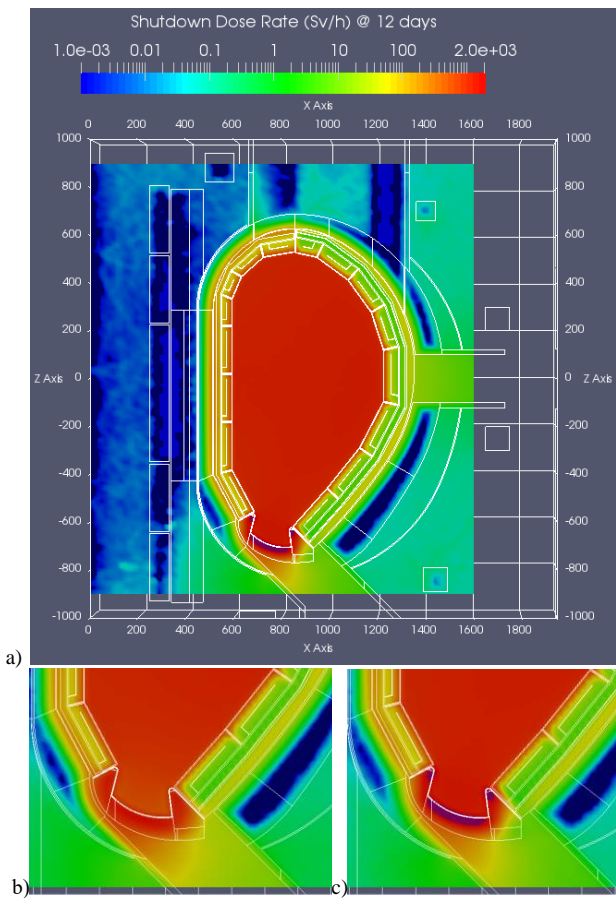 Shutdown Dose Rate (Sv/h) @ 12 days
1.0e-03 0.01 0.1 1 10 100 2.0e+03
X Axis
0 200 400 600 800 1000 1200 1400 1600 1800
1000 1000
800 800
600 600
400 400
200 200
Z Axis 0 0 Z Axis
-200 -200
-400 -400
-600 -600
-800 -800
-1000 -1000
0 200 400 600 800 1000 1200 1400 1600 1800
X Axis
a)
b) c)